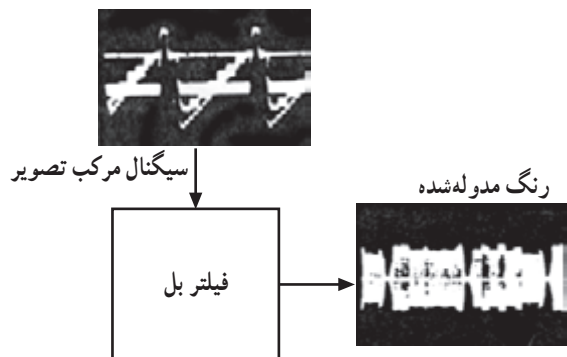 سیگنال مرکب تصویر
رنگ مدوله‌شده
فیلتر بل